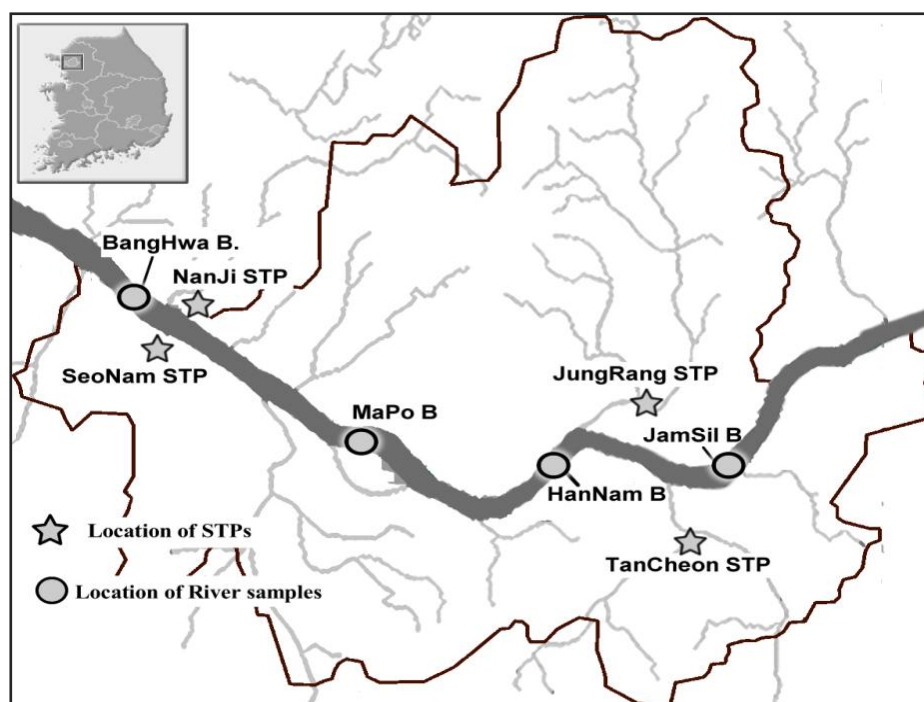 BangHwa B.
NanJi STP
SeoNam STP
JungRang STP
MaPo B
JamSil B
HanNam B
Location of STPs
TanCheon STP
Location of River samples